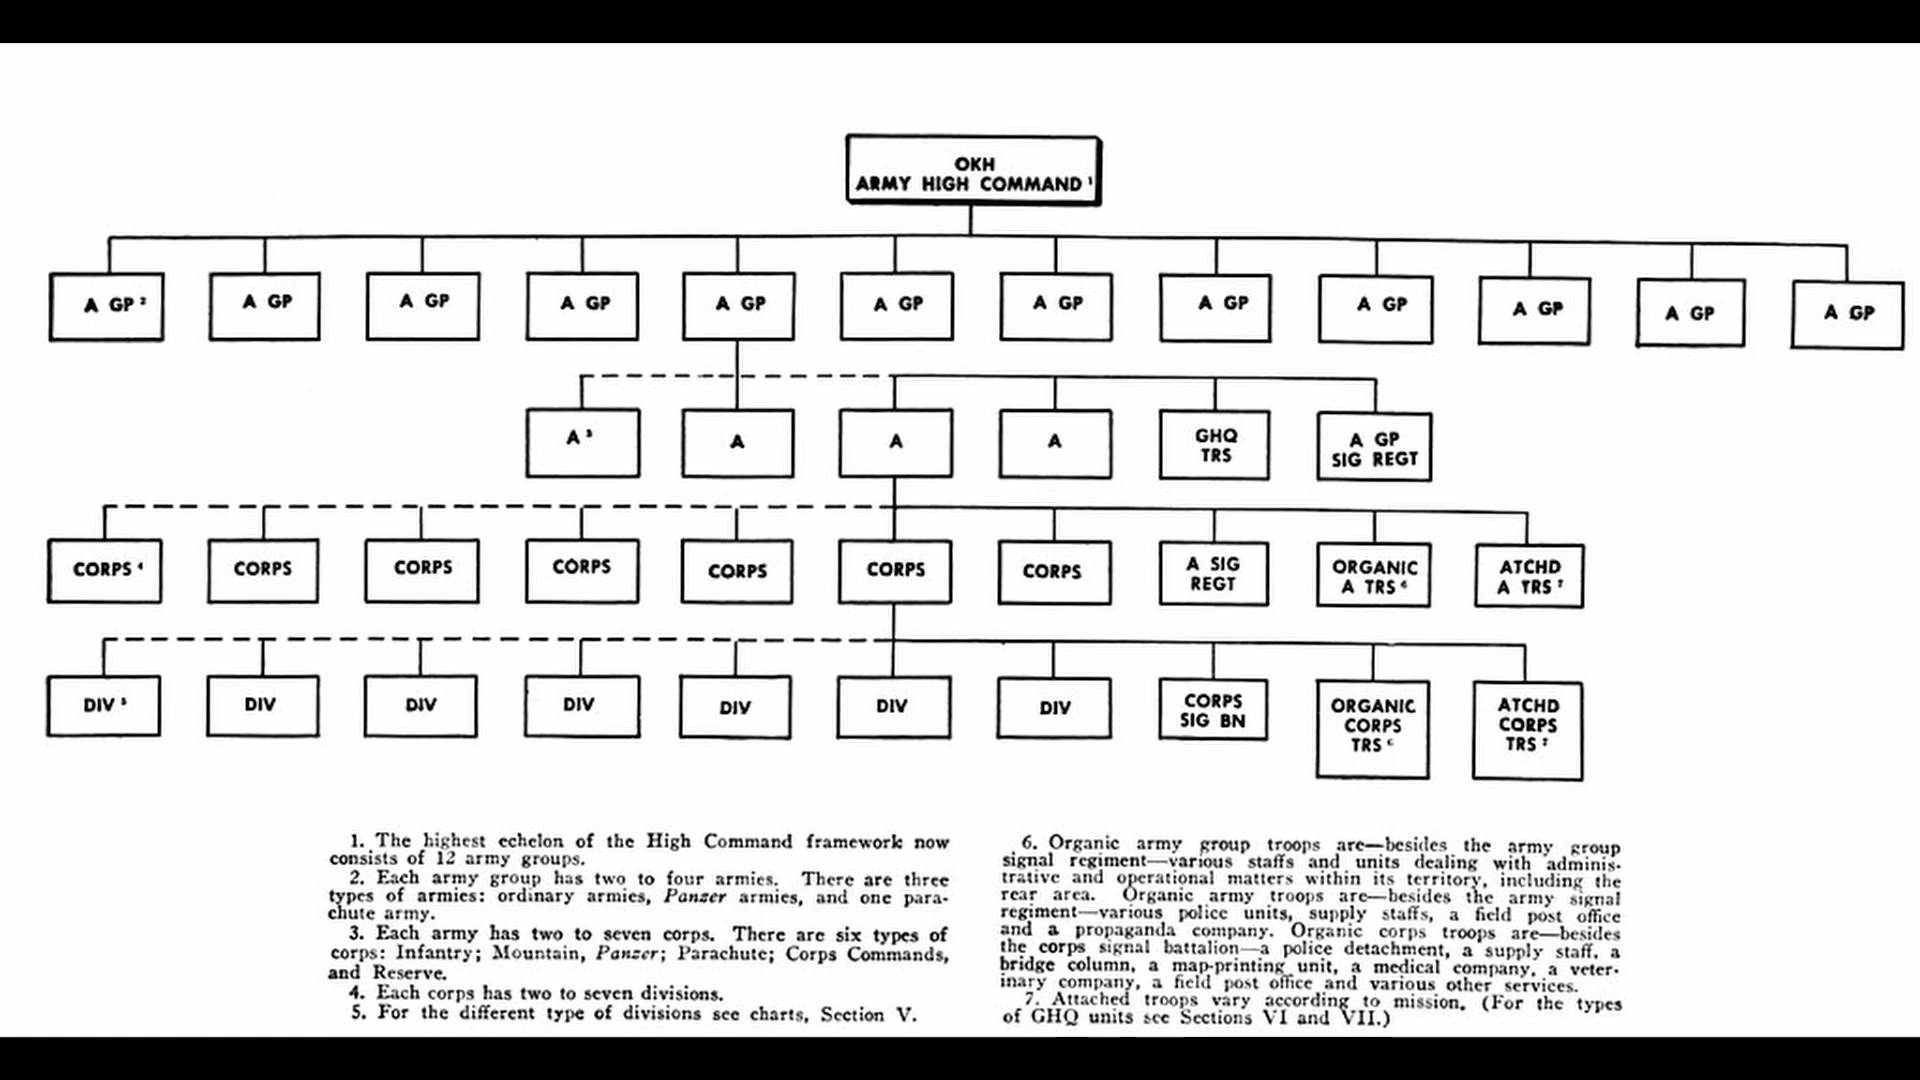 OKH
ARMY HIGH COMMAND ¹
A GP ²
A GP
A GP
A GP
A GP
A GP
A GP
A GP
A GP
A GP
A GP
A GP
A ³
A
A
A
GHQ
TRS
A GP
SIG REGT
CORPS ⁴
CORPS
CORPS
CORPS
CORPS
CORPS
CORPS
A SIG
REGT
ORGANIC
A TRS ⁶
ATCHD
A TRS ⁷
DIV ⁵
DIV
DIV
DIV
DIV
DIV
DIV
CORPS
SIG BN
ORGANIC
CORPS
TRS ⁶
ATCHD
CORPS
TRS ⁷
1. The highest echelon of the High Command framework now
consists of 12 army groups.
2. Each army group has two to four armies. There are three
types of armies: ordinary armies, Panzer armies, and one para-
chute army.
3. Each army has two to seven corps. There are six types of
corps: Infantry; Mountain, Panzer; Parachute; Corps Commands,
and Reserve.
4. Each corps has two to seven divisions.
5. For the different type of divisions see charts, Section V.
6. Organic army group troops are—besides the army group
signal regiment—various staffs and units dealing with adminis-
trative and operational matters within its territory, including the
rear area. Organic army troops are—besides the army signal
regiment—various police units, supply staffs, a field post office
and a propaganda company. Organic corps troops are—besides
the corps signal battalion—a police detachment, a supply staff, a
bridge column, a map-printing unit, a medical company, a veter-
inary company, a field post office and various other services.
7. Attached troops vary according to mission. (For the types
of GHQ units see Sections VI and VII.)